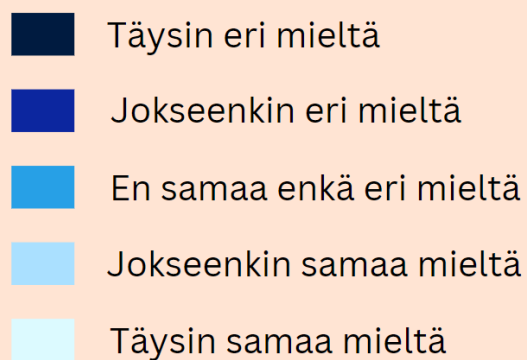 Täysin eri mieltä
Jokseenkin eri mieltä
En samaa enkä eri mieltä
Jokseenkin samaa mieltä
Täysin samaa mieltä